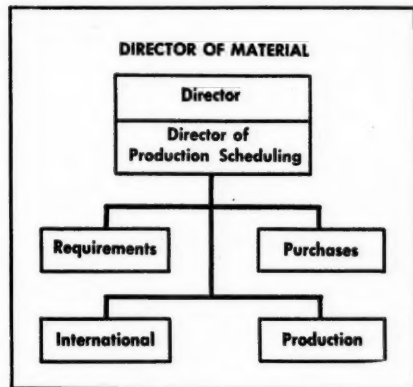 DIRECTOR OF MATERIAL
Director
Director of
Production Scheduling
Requirements
Purchases
International
Production